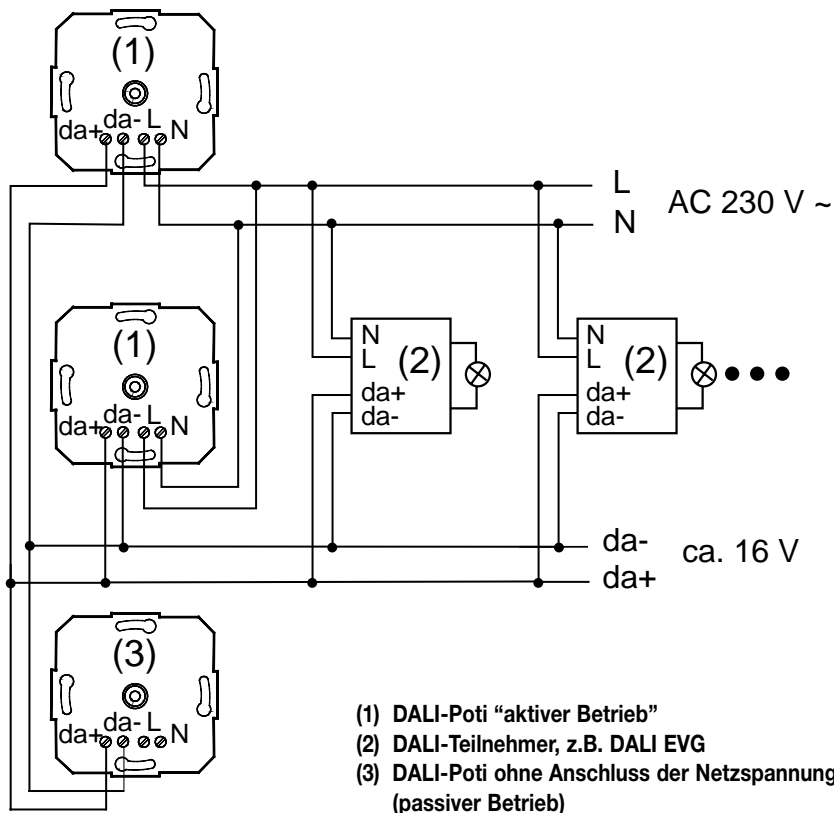 (1)
da+ da- L N
L
AC 230 V ~
N
(1)
da+ da- L N
N
L
(2)
da+
da-
N
L
(2)
da+
da-
da-
ca. 16 V
da+
(3)
da+ da- L N
(1) DALI-Poti “aktiver Betrieb”
(2) DALI-Teilnehmer, z.B. DALI EVG
(3) DALI-Poti ohne Anschluss der Netzspannung
(passiver Betrieb)